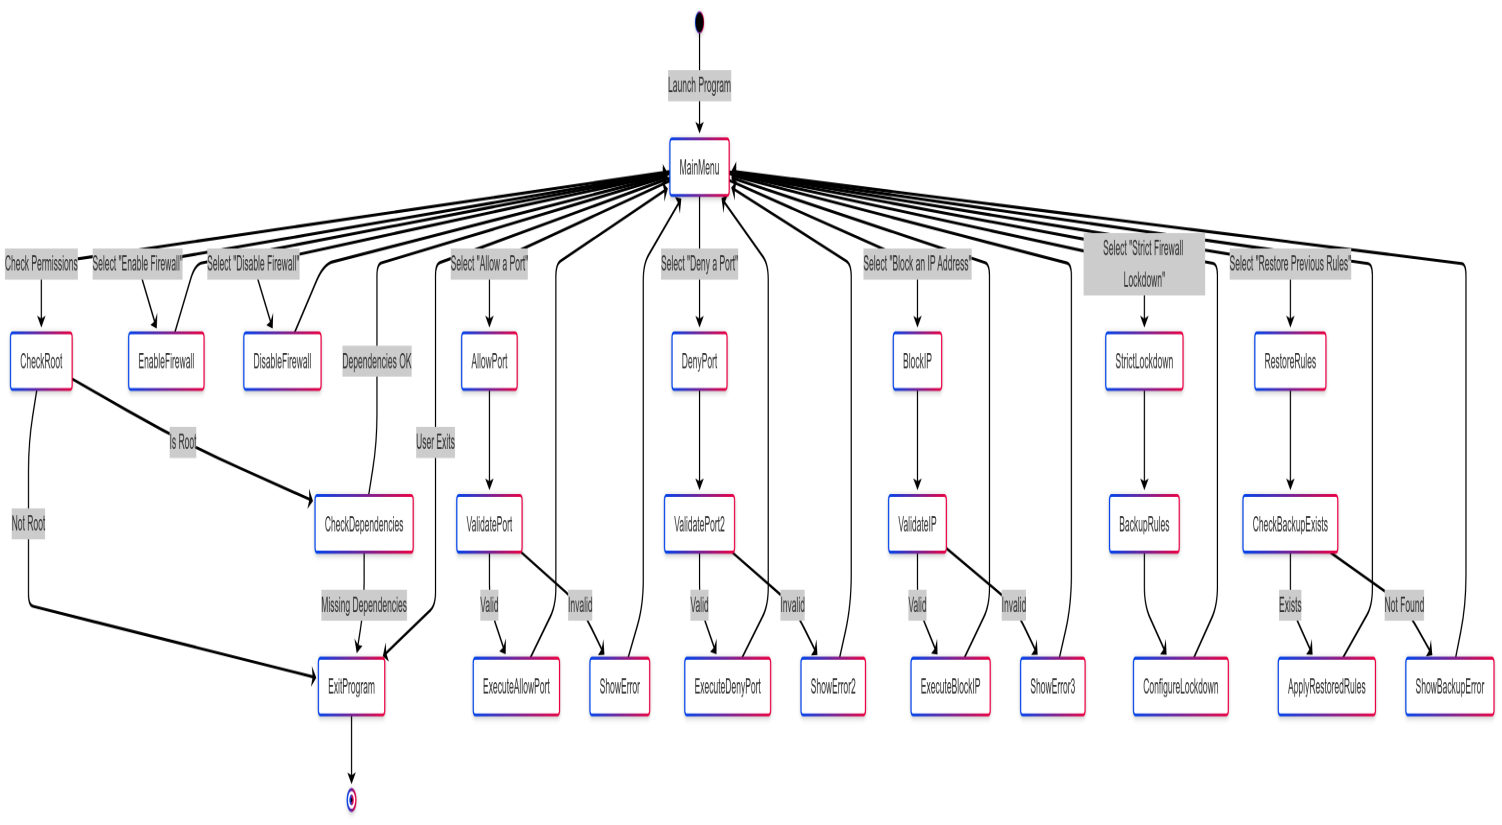 Launch Program
MainMenu
Check Permissions
Select "Enable Firewall"
Select "Disable Firewall"
Select "Allow a Port"
Select "Deny a Port"
Select "Block an IP Address"
Select "Strict Firewall
Lockdown"
Select "Restore Previous Rules"
CheckRoot
EnableFirewall
DisableFirewall
Dependencies OK
AllowPort
DenyPort
BlockIP
StrictLockdown
RestoreRules
Is Root
User Exits
Not Root
CheckDependencies
ValidatePort
ValidatePort2
ValidateIP
BackupRules
CheckBackupExists
Missing Dependencies
Valid
Invalid
Valid
Invalid
Valid
Invalid
Exists
Not Found
ExitProgram
ExecuteAllowPort
ShowError
ExecuteDenyPort
ShowError2
ExecuteBlockIP
ShowError3
ConfigureLockdown
ApplyRestoredRules
ShowBackupError